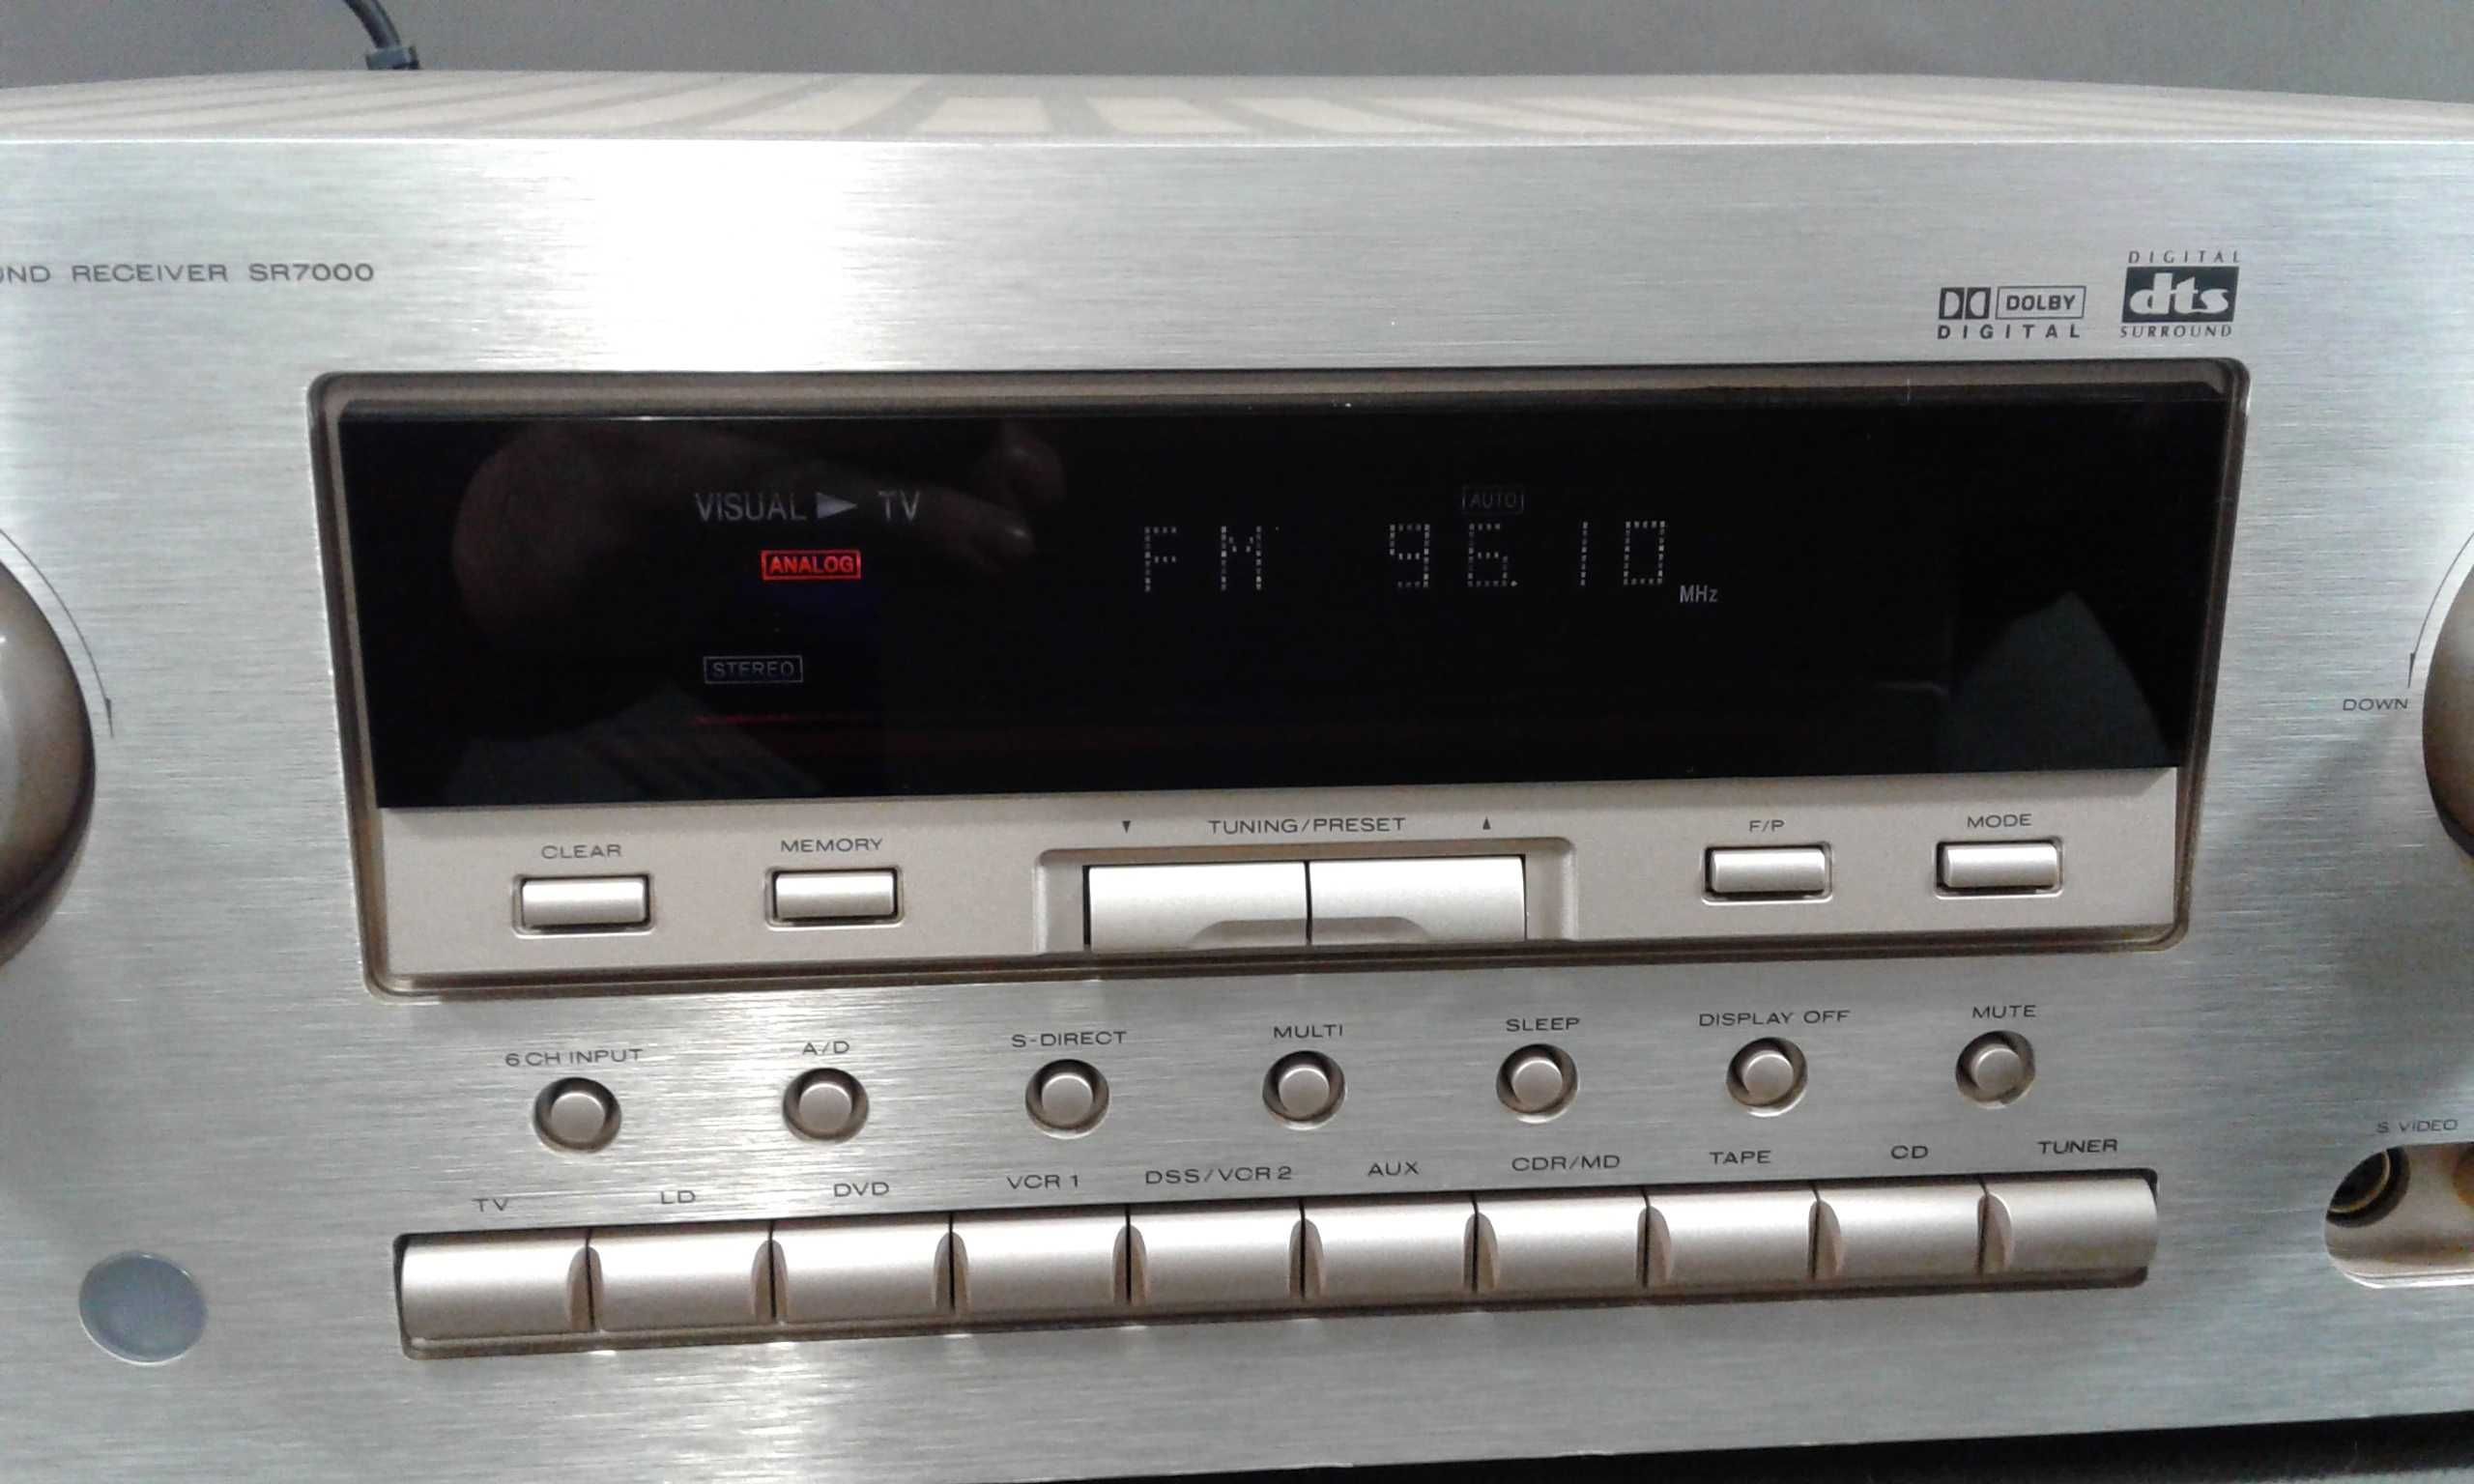 DIGITAL
dts
SURROUND
DOLBY
DIGITAL
RECEIVER SR7000
VISUAL ▶ TV
AUTO
FM 96.10 MHz
ANALOG
STEREO
DOWN
CLEAR
MEMORY
▼ TUNING/PRESET ▲
F/P
MODE
6 CH INPUT
A/D
S-DIRECT
MULTI
SLEEP
DISPLAY OFF
MUTE
S VIDEO
TV
LD
DVD
VCR 1
DSS/VCR 2
AUX
CDR/MD
TAPE
CD
TUNER